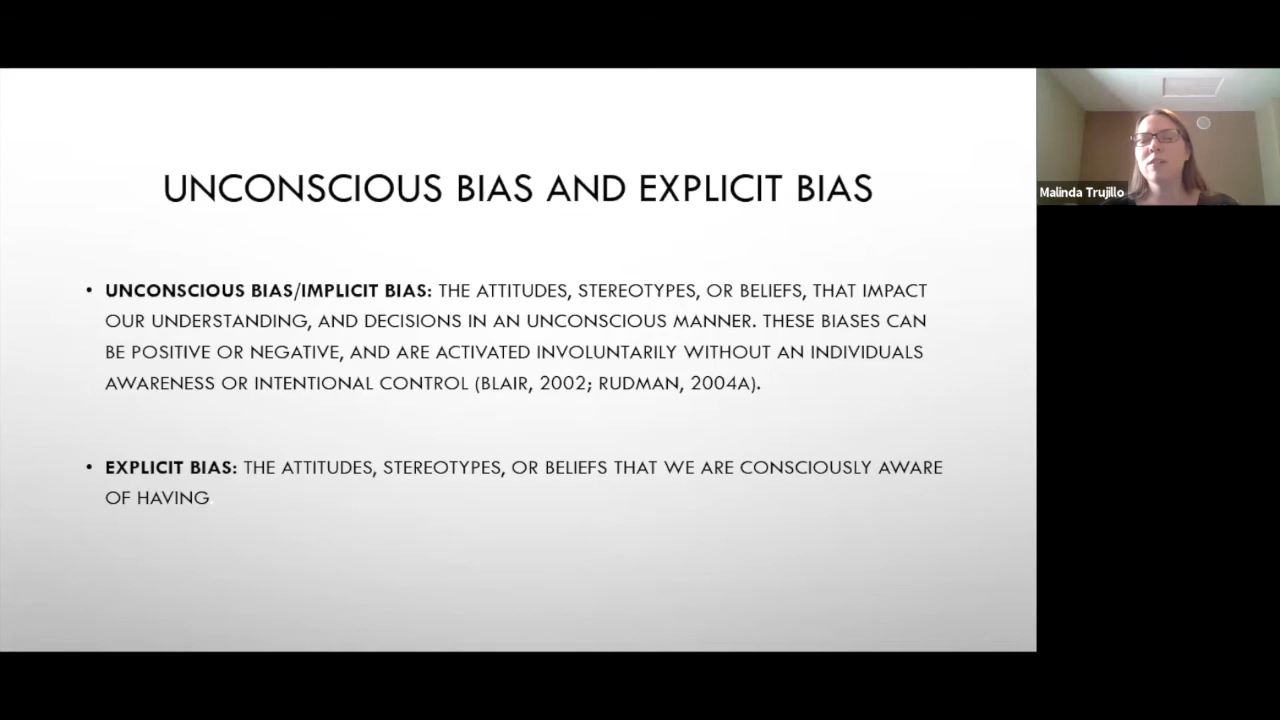 UNCONSCIOUS BIAS AND EXPLICIT BIAS
• UNCONSCIOUS BIAS/IMPLICIT BIAS: THE ATTITUDES, STEREOTYPES, OR BELIEFS, THAT IMPACT
OUR UNDERSTANDING, AND DECISIONS IN AN UNCONSCIOUS MANNER. THESE BIASES CAN
BE POSITIVE OR NEGATIVE, AND ARE ACTIVATED INVOLUNTARILY WITHOUT AN INDIVIDUALS
AWARENESS OR INTENTIONAL CONTROL (BLAIR, 2002; RUDMAN, 2004A).
• EXPLICIT BIAS: THE ATTITUDES, STEREOTYPES, OR BELIEFS THAT WE ARE CONSCIOUSLY AWARE
OF HAVING.
Malinda Trujillo